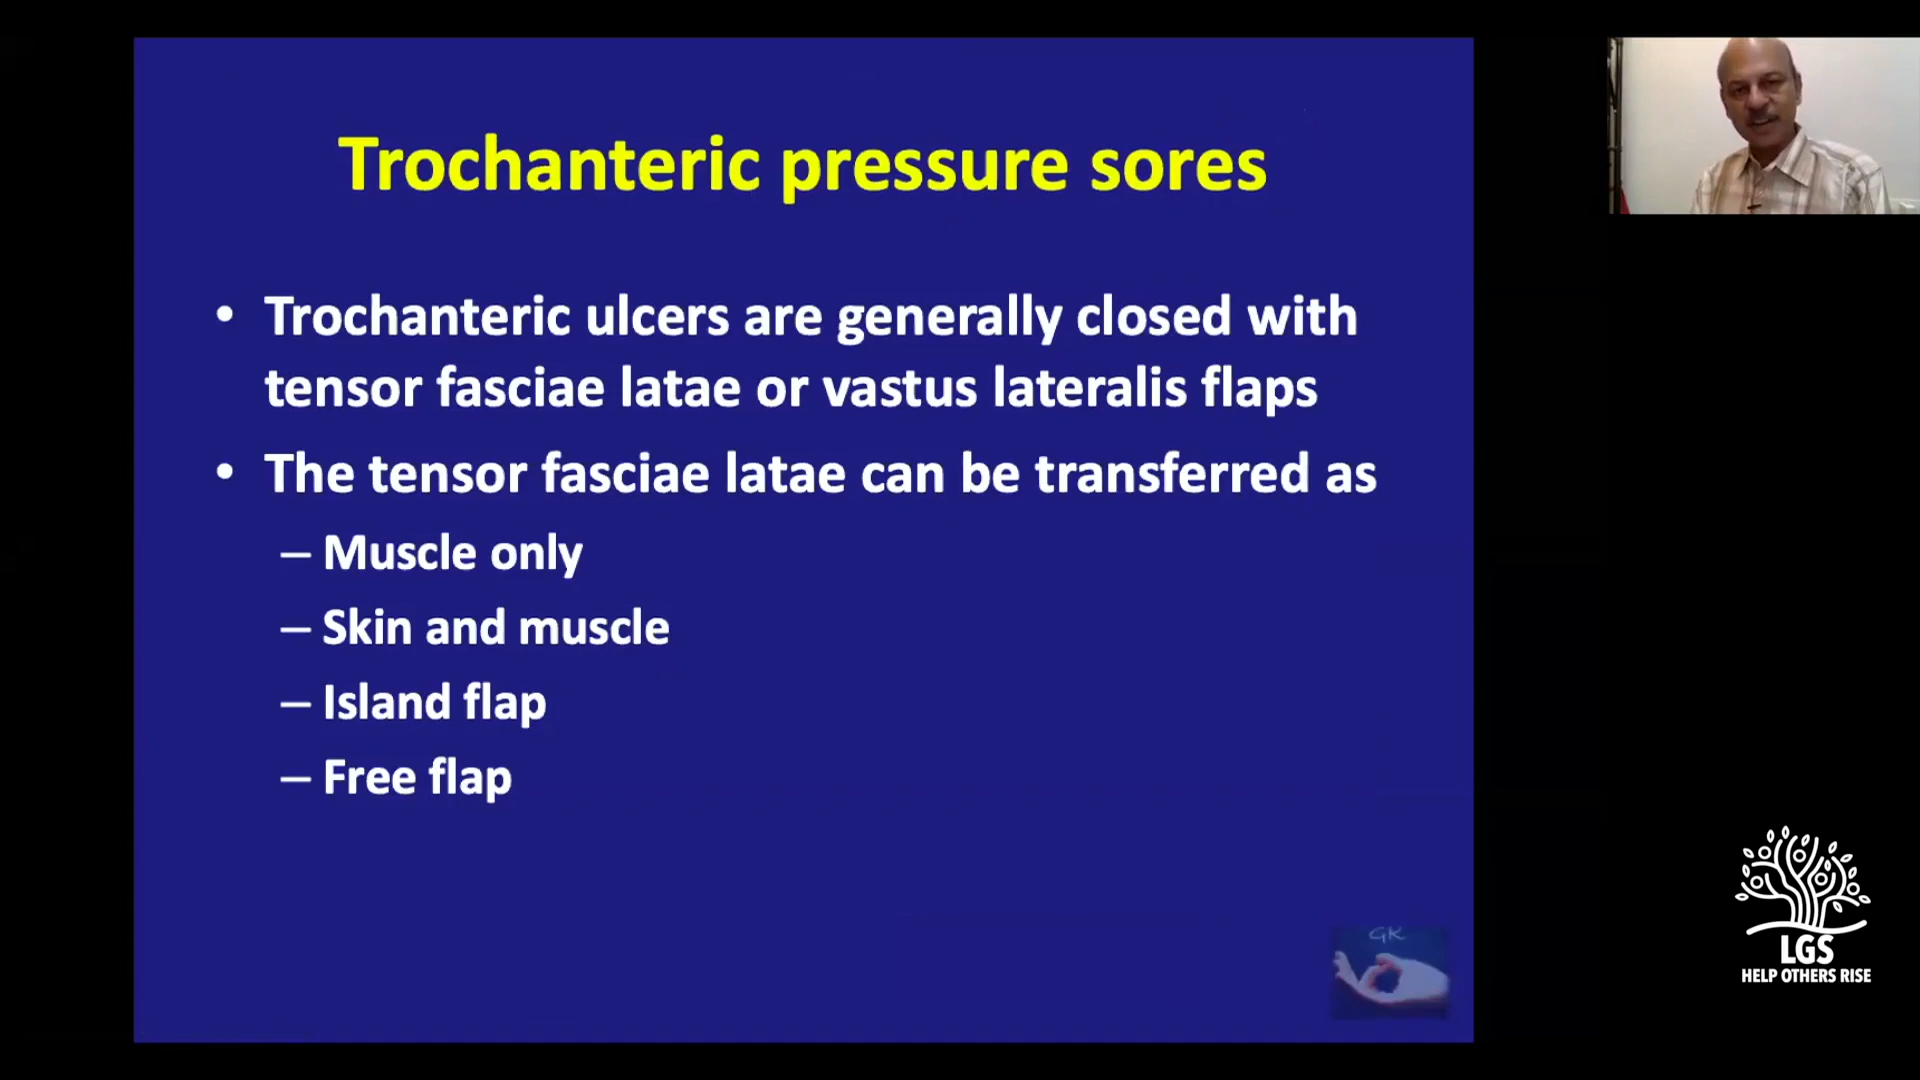 Trochanteric pressure sores
• Trochanteric ulcers are generally closed with
tensor fasciae latae or vastus lateralis flaps
• The tensor fasciae latae can be transferred as
– Muscle only
– Skin and muscle
– Island flap
– Free flap
GK
LGS
HELP OTHERS RISE